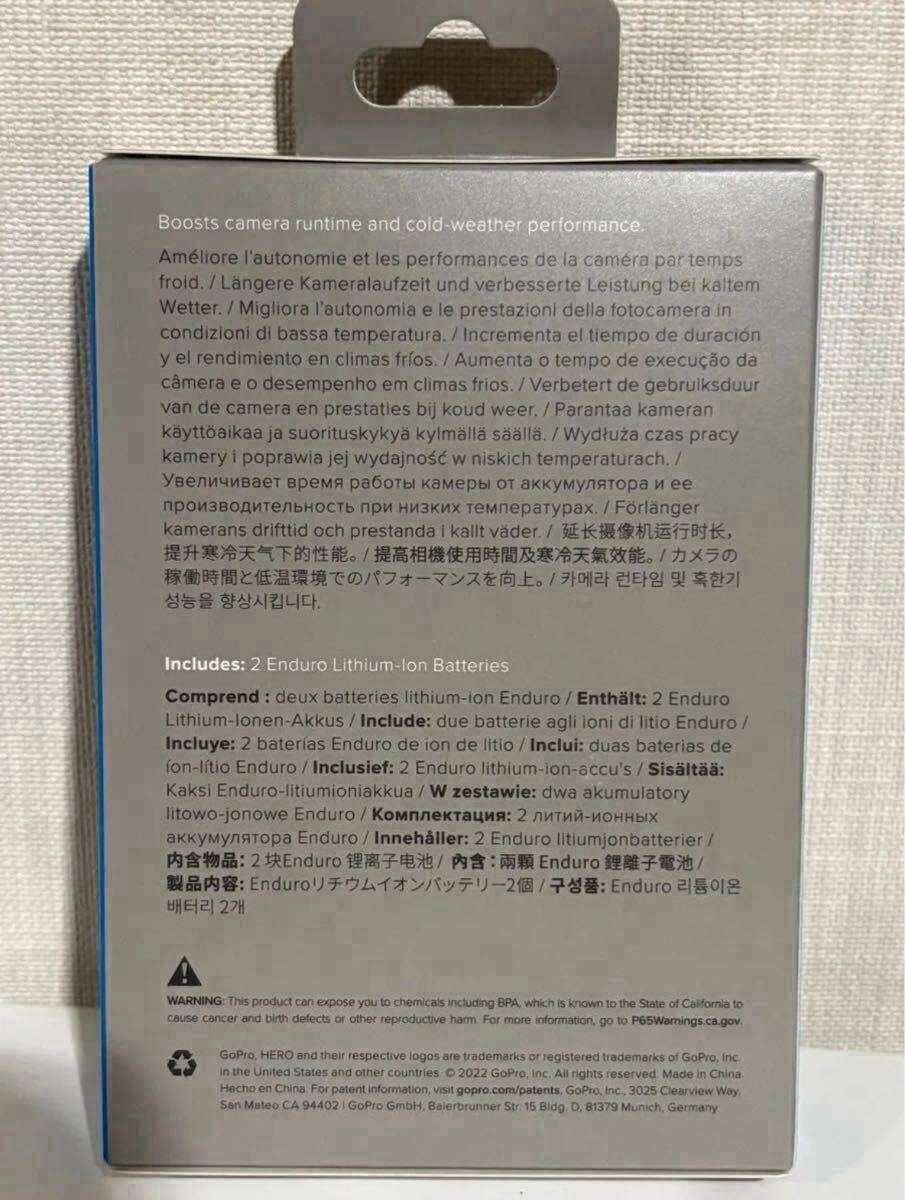 Boosts camera runtime and cold-weather performance.
Améliore l'autonomie et les performances de la caméra par temps
froid. / Längere Kameralaufzeit und verbesserte Leistung bei kaltem
Wetter. / Migliora l'autonomia e le prestazioni della fotocamera in
condizioni di bassa temperatura. / Incrementa el tiempo de duración
y el rendimiento en climas fríos. / Aumenta o tempo de execução da
câmera e o desempenho em climas frios. / Verbetert de gebruiksduur
van de camera en prestaties bij koud weer. / Parantaa kameran
käyttöaikaa ja suorituskykyä kylmällä säällä. / Wydłuża czas pracy
kamery i poprawia jej wydajność w niskich temperaturach. /
Увеличивает время работы камеры от аккумулятора и ее
производительность при низких температурах. / Förlänger
kamerans drifttid och prestanda i kallt väder. / 延长摄像机运行时长，
提升寒冷天气下的性能。/ 提高相機使用時間及寒冷天氣效能。/ カメラの
稼働時間と低温環境でのパフォーマンスを向上。/ 카메라 런타임 및 혹한기
성능을 향상시킵니다.
Includes: 2 Enduro Lithium-Ion Batteries
Comprend : deux batteries lithium-ion Enduro / Enthält: 2 Enduro
Lithium-Ionen-Akkus / Include: due batterie agli ioni di litio Enduro /
Incluye: 2 baterías Enduro de ion de litio / Inclui: duas baterias de
íon-lítio Enduro / Inclusief: 2 Enduro lithium-ion-accu's / Sisältää:
Kaksi Enduro-litiumioniakkua / W zestawie: dwa akumulatory
litowo-jonowe Enduro / Комплектация: 2 литий-ионных
аккумулятора Enduro / Innehåller: 2 Enduro litiumjonbatterier /
内含物品: 2 块Enduro 锂离子电池 / 內含：兩顆 Enduro 鋰離子電池 /
製品内容: Enduroリチウムイオンバッテリー2個 / 구성품: Enduro 리튬이온
배터리 2개
WARNING: This product can expose you to chemicals including BPA, which is known to the State of California to
cause cancer and birth defects or other reproductive harm. For more information, go to P65Warnings.ca.gov.
GoPro, HERO and their respective logos are trademarks or registered trademarks of GoPro, Inc.
in the United States and other countries. © 2022 GoPro, Inc. All rights reserved. Made in China.
Hecho en China. For patent information, visit gopro.com/patents. GoPro, Inc., 3025 Clearview Way,
San Mateo CA 94402 | GoPro GmbH, Baierbrunner Str. 15 Bldg. D, 81379 Munich, Germany